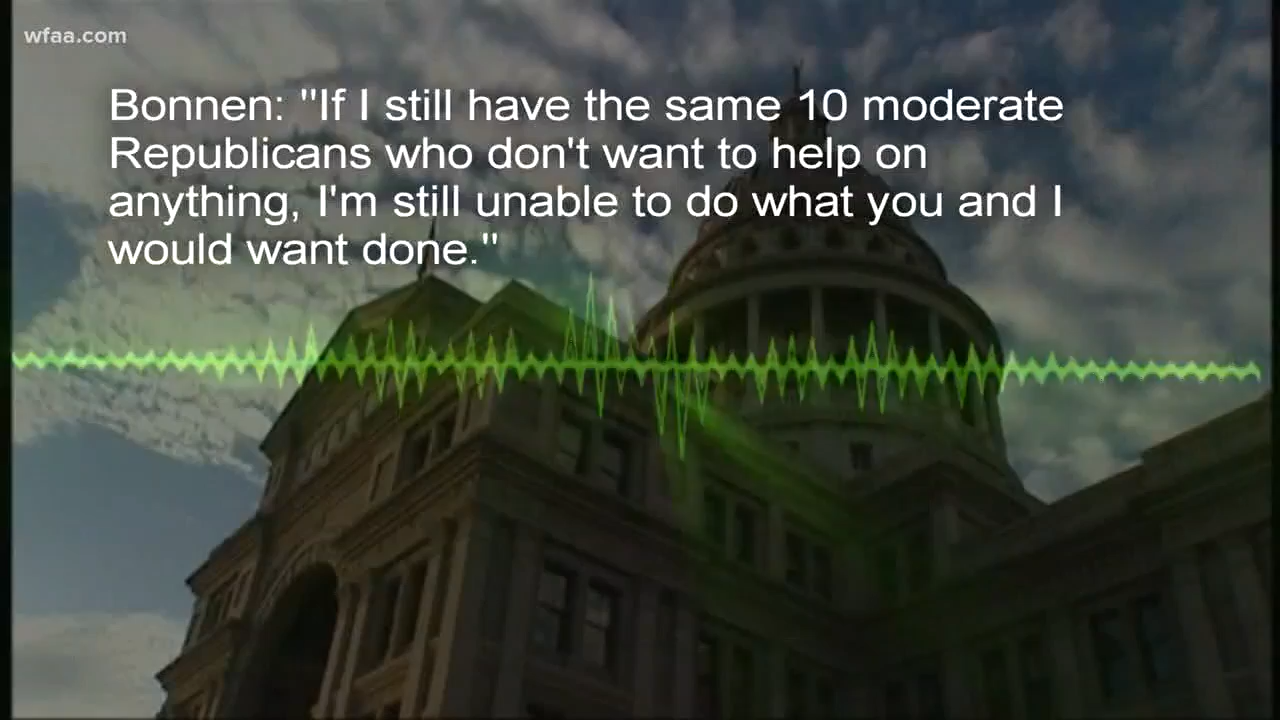 wfaa.com
Bonnen: "If I still have the same 10 moderate
Republicans who don't want to help on
anything, I'm still unable to do what you and I
would want done."